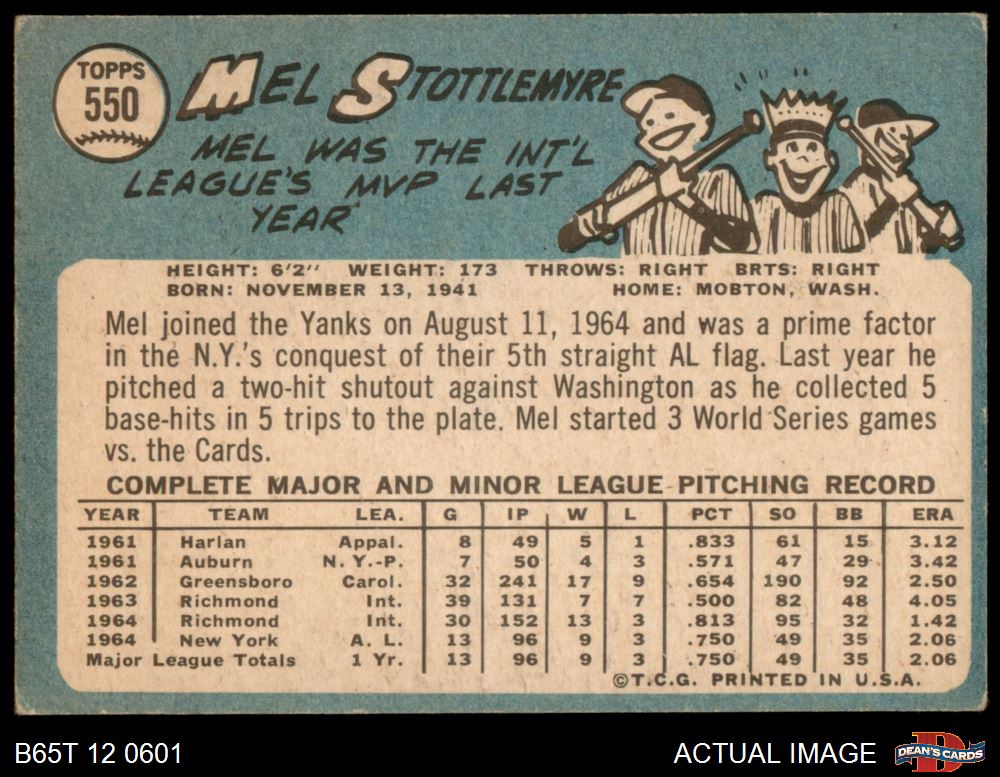 TOPPS
550
MEL STOTTLEMYRE
MEL WAS THE INT'L
LEAGUE'S MVP LAST
YEAR
HEIGHT: 6'2" WEIGHT: 173 THROWS: RIGHT BRTS: RIGHT
BORN: NOVEMBER 13, 1941 HOME: MOBTON, WASH.
Mel joined the Yanks on August 11, 1964 and was a prime factor
in the N.Y.'s conquest of their 5th straight AL flag. Last year he
pitched a two-hit shutout against Washington as he collected 5
base-hits in 5 trips to the plate. Mel started 3 World Series games
vs. the Cards.
COMPLETE MAJOR AND MINOR LEAGUE PITCHING RECORD
YEAR TEAM LEA. G IP W L PCT SO BB ERA
1961 Harlan Appal. 8 49 5 1 .833 61 15 3.12
1961 Auburn N.Y.-P. 7 50 4 3 .571 47 29 3.42
1962 Greensboro Carol. 32 241 17 9 .654 190 92 2.50
1963 Richmond Int. 39 131 7 7 .500 82 48 4.05
1964 Richmond Int. 30 152 13 3 .813 95 32 1.42
1964 New York A. L. 13 96 9 3 .750 49 35 2.06
Major League Totals 1 Yr. 13 96 9 3 .750 49 35 2.06
©T.C.G. PRINTED IN U.S.A.
B65T 12 0601 ACTUAL IMAGE DEAN'S CARDS